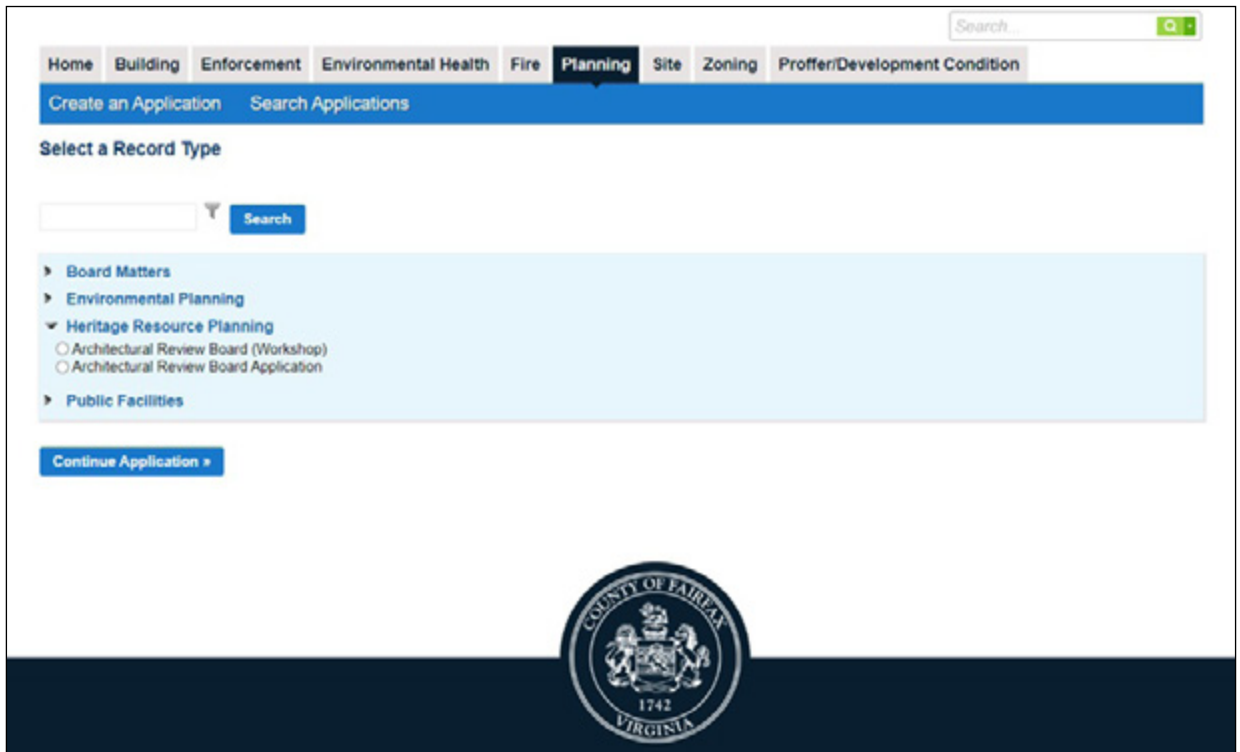 Search...
Home Building Enforcement Environmental Health Fire Planning Site Zoning Proffer/Development Condition
Create an Application Search Applications
Select a Record Type
Search
Board Matters
Environmental Planning
Heritage Resource Planning
Architectural Review Board (Workshop)
Architectural Review Board Application
Public Facilities
Continue Application »
COUNTY OF FAIRFAX
1742
VIRGINIA